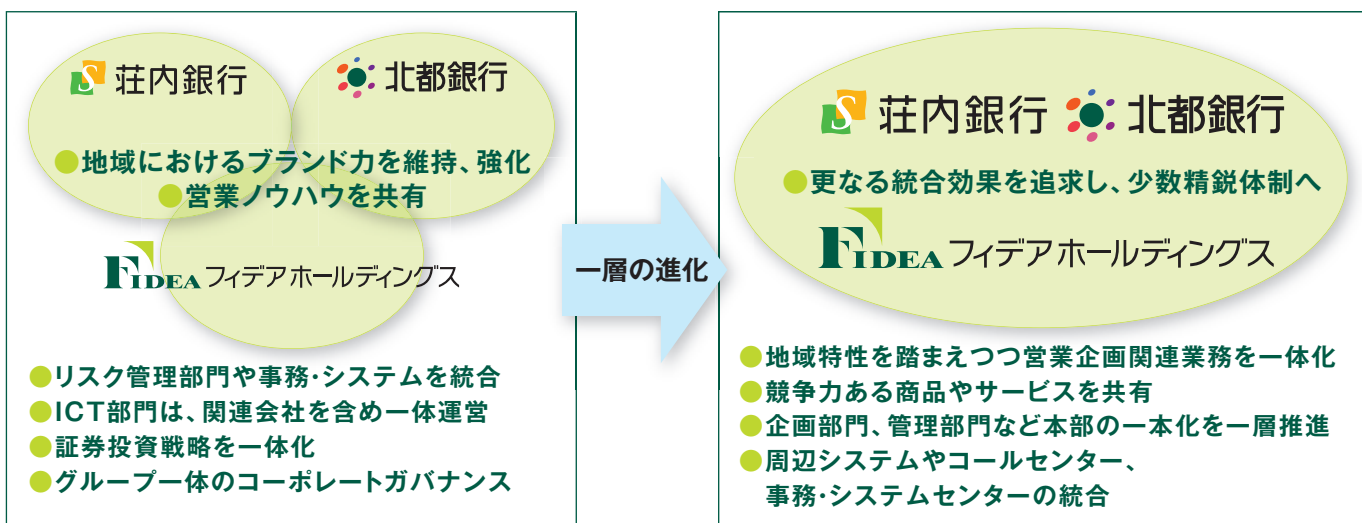 荘内銀行
北都銀行
●地域におけるブランド力を維持、強化
●営業ノウハウを共有
FIDEA フィデアホールディングス
●リスク管理部門や事務・システムを統合
●ICT部門は、関連会社を含め一体運営
●証券投資戦略を一体化
●グループ一体のコーポレートガバナンス
一層の進化
荘内銀行 北都銀行
●更なる統合効果を追求し、少数精鋭体制へ
FIDEA フィデアホールディングス
●地域特性を踏まえつつ営業企画関連業務を一体化
●競争力ある商品やサービスを共有
●企画部門、管理部門など本部の一本化を一層推進
●周辺システムやコールセンター、
事務・システムセンターの統合